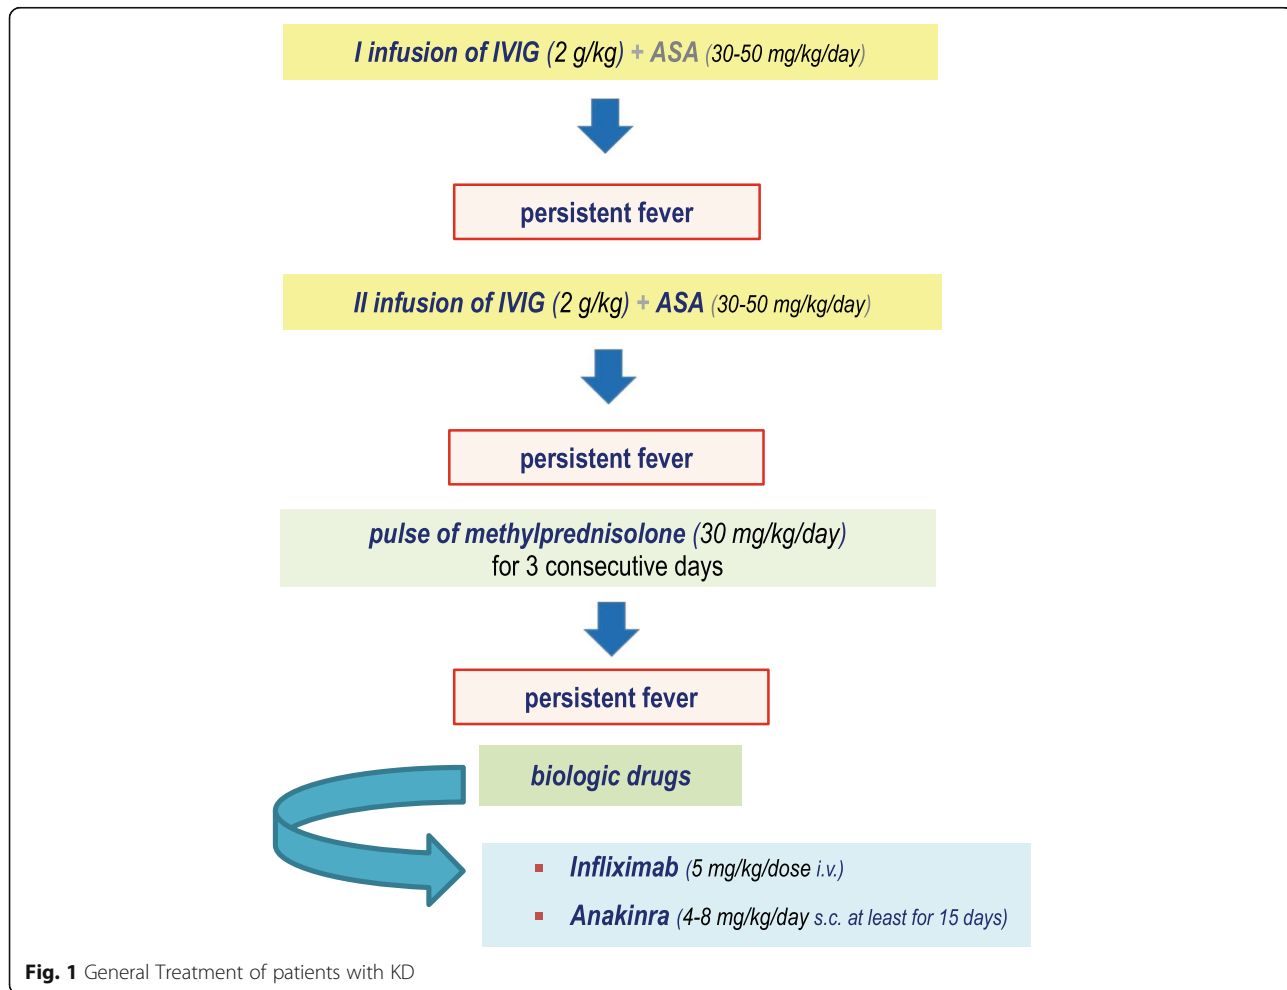 I infusion of IVIG (2 g/kg) + ASA (30-50 mg/kg/day)
persistent fever
II infusion of IVIG (2 g/kg) + ASA (30-50 mg/kg/day)
persistent fever
pulse of methylprednisolone (30 mg/kg/day)
for 3 consecutive days
persistent fever
biologic drugs
▪ Infliximab (5 mg/kg/dose i.v.)
▪ Anakinra (4-8 mg/kg/day s.c. at least for 15 days)
Fig. 1 General Treatment of patients with KD